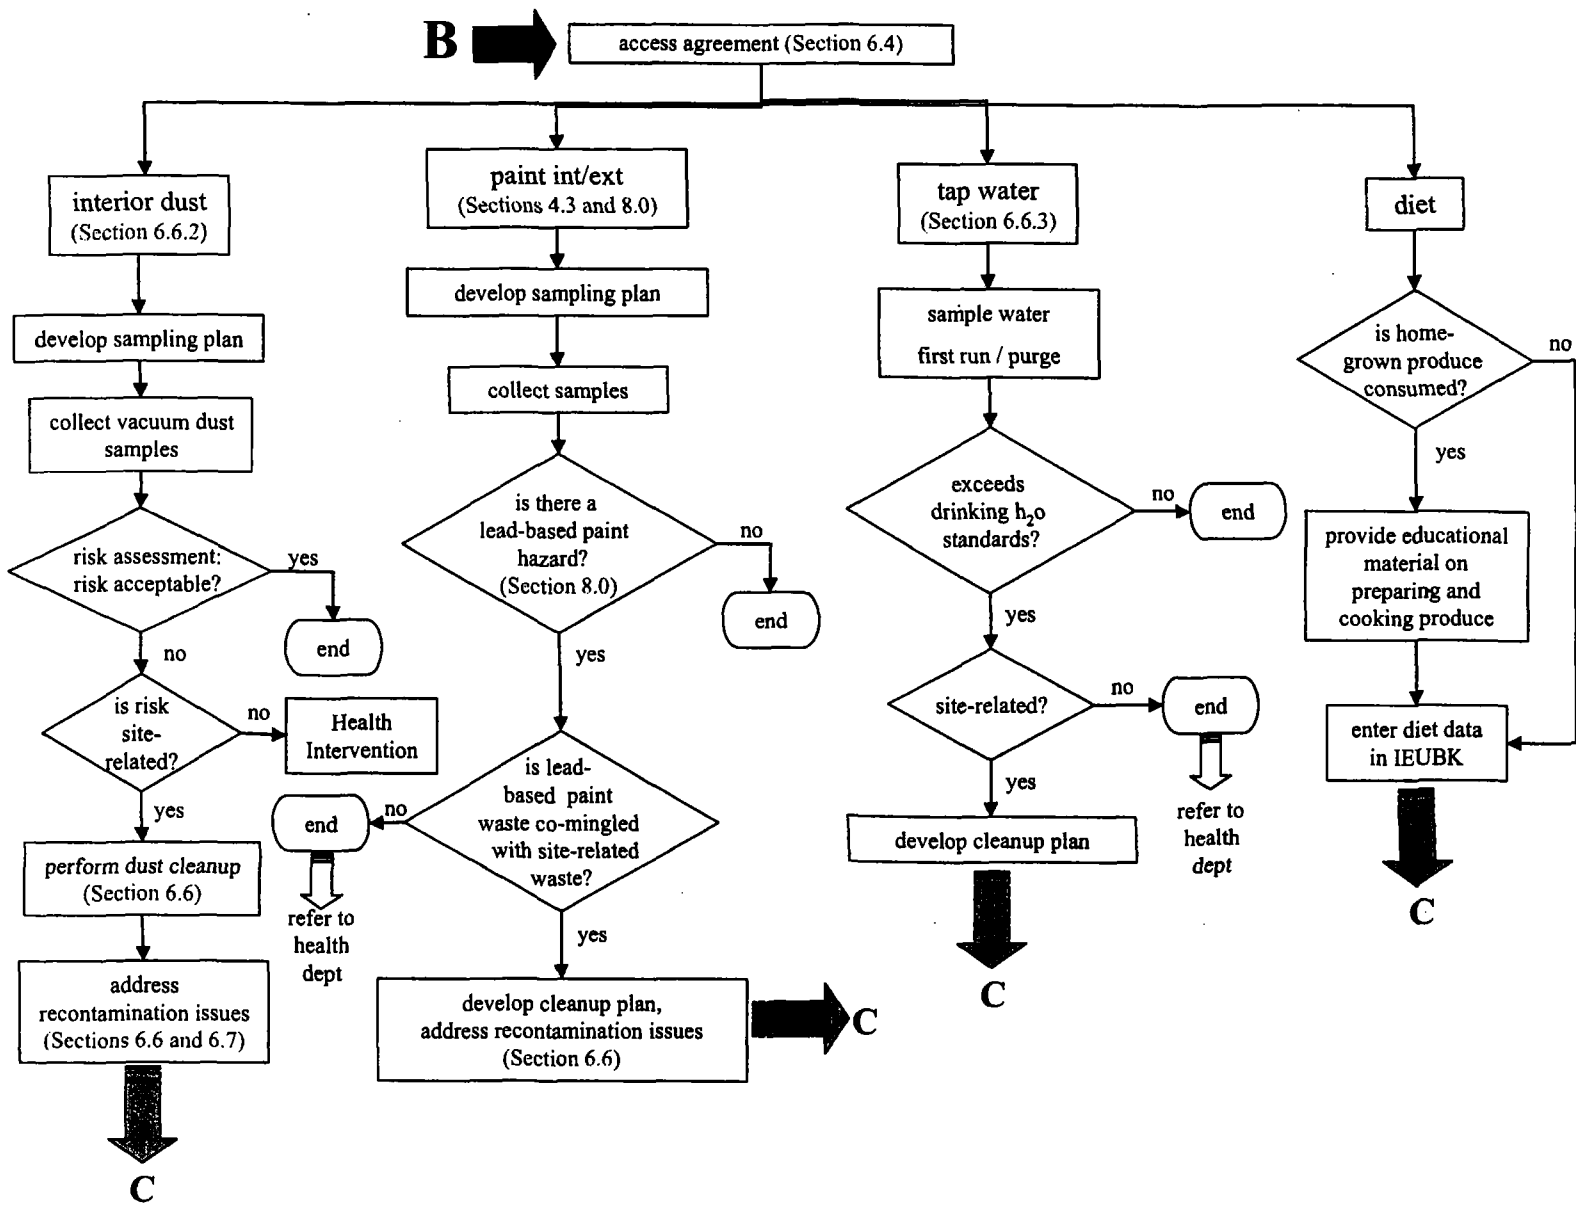 B
access agreement (Section 6.4)
interior dust
(Section 6.6.2)
develop sampling plan
collect vacuum dust
samples
risk assessment:
risk acceptable?
yes
end
no
is risk
site-
related?
no
Health
Intervention
yes
perform dust cleanup
(Section 6.6)
address
recontamination issues
(Sections 6.6 and 6.7)
C
paint int/ext
(Sections 4.3 and 8.0)
develop sampling plan
collect samples
is there a
lead-based paint
hazard?
(Section 8.0)
no
end
yes
is lead-
based paint
waste co-mingled
with site-related
waste?
no
end
refer to
health
dept
yes
develop cleanup plan,
address recontamination issues
(Section 6.6)
C
tap water
(Section 6.6.3)
sample water
first run / purge
exceeds
drinking h₂o
standards?
no
end
yes
site-related?
no
end
refer to
health
dept
yes
develop cleanup plan
C
diet
is home-
grown produce
consumed?
no
yes
provide educational
material on
preparing and
cooking produce
enter diet data
in IEUBK
C